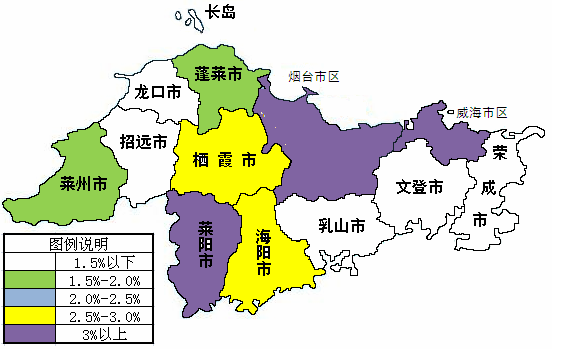 长岛
蓬莱市
烟台市区
龙口市
威海市区
招远市
荣成市
栖霞市
莱州市
文登市
莱阳市
乳山市
海阳市
图例说明
1.5%以下
1.5%-2.0%
2.0%-2.5%
2.5%-3.0%
3%以上